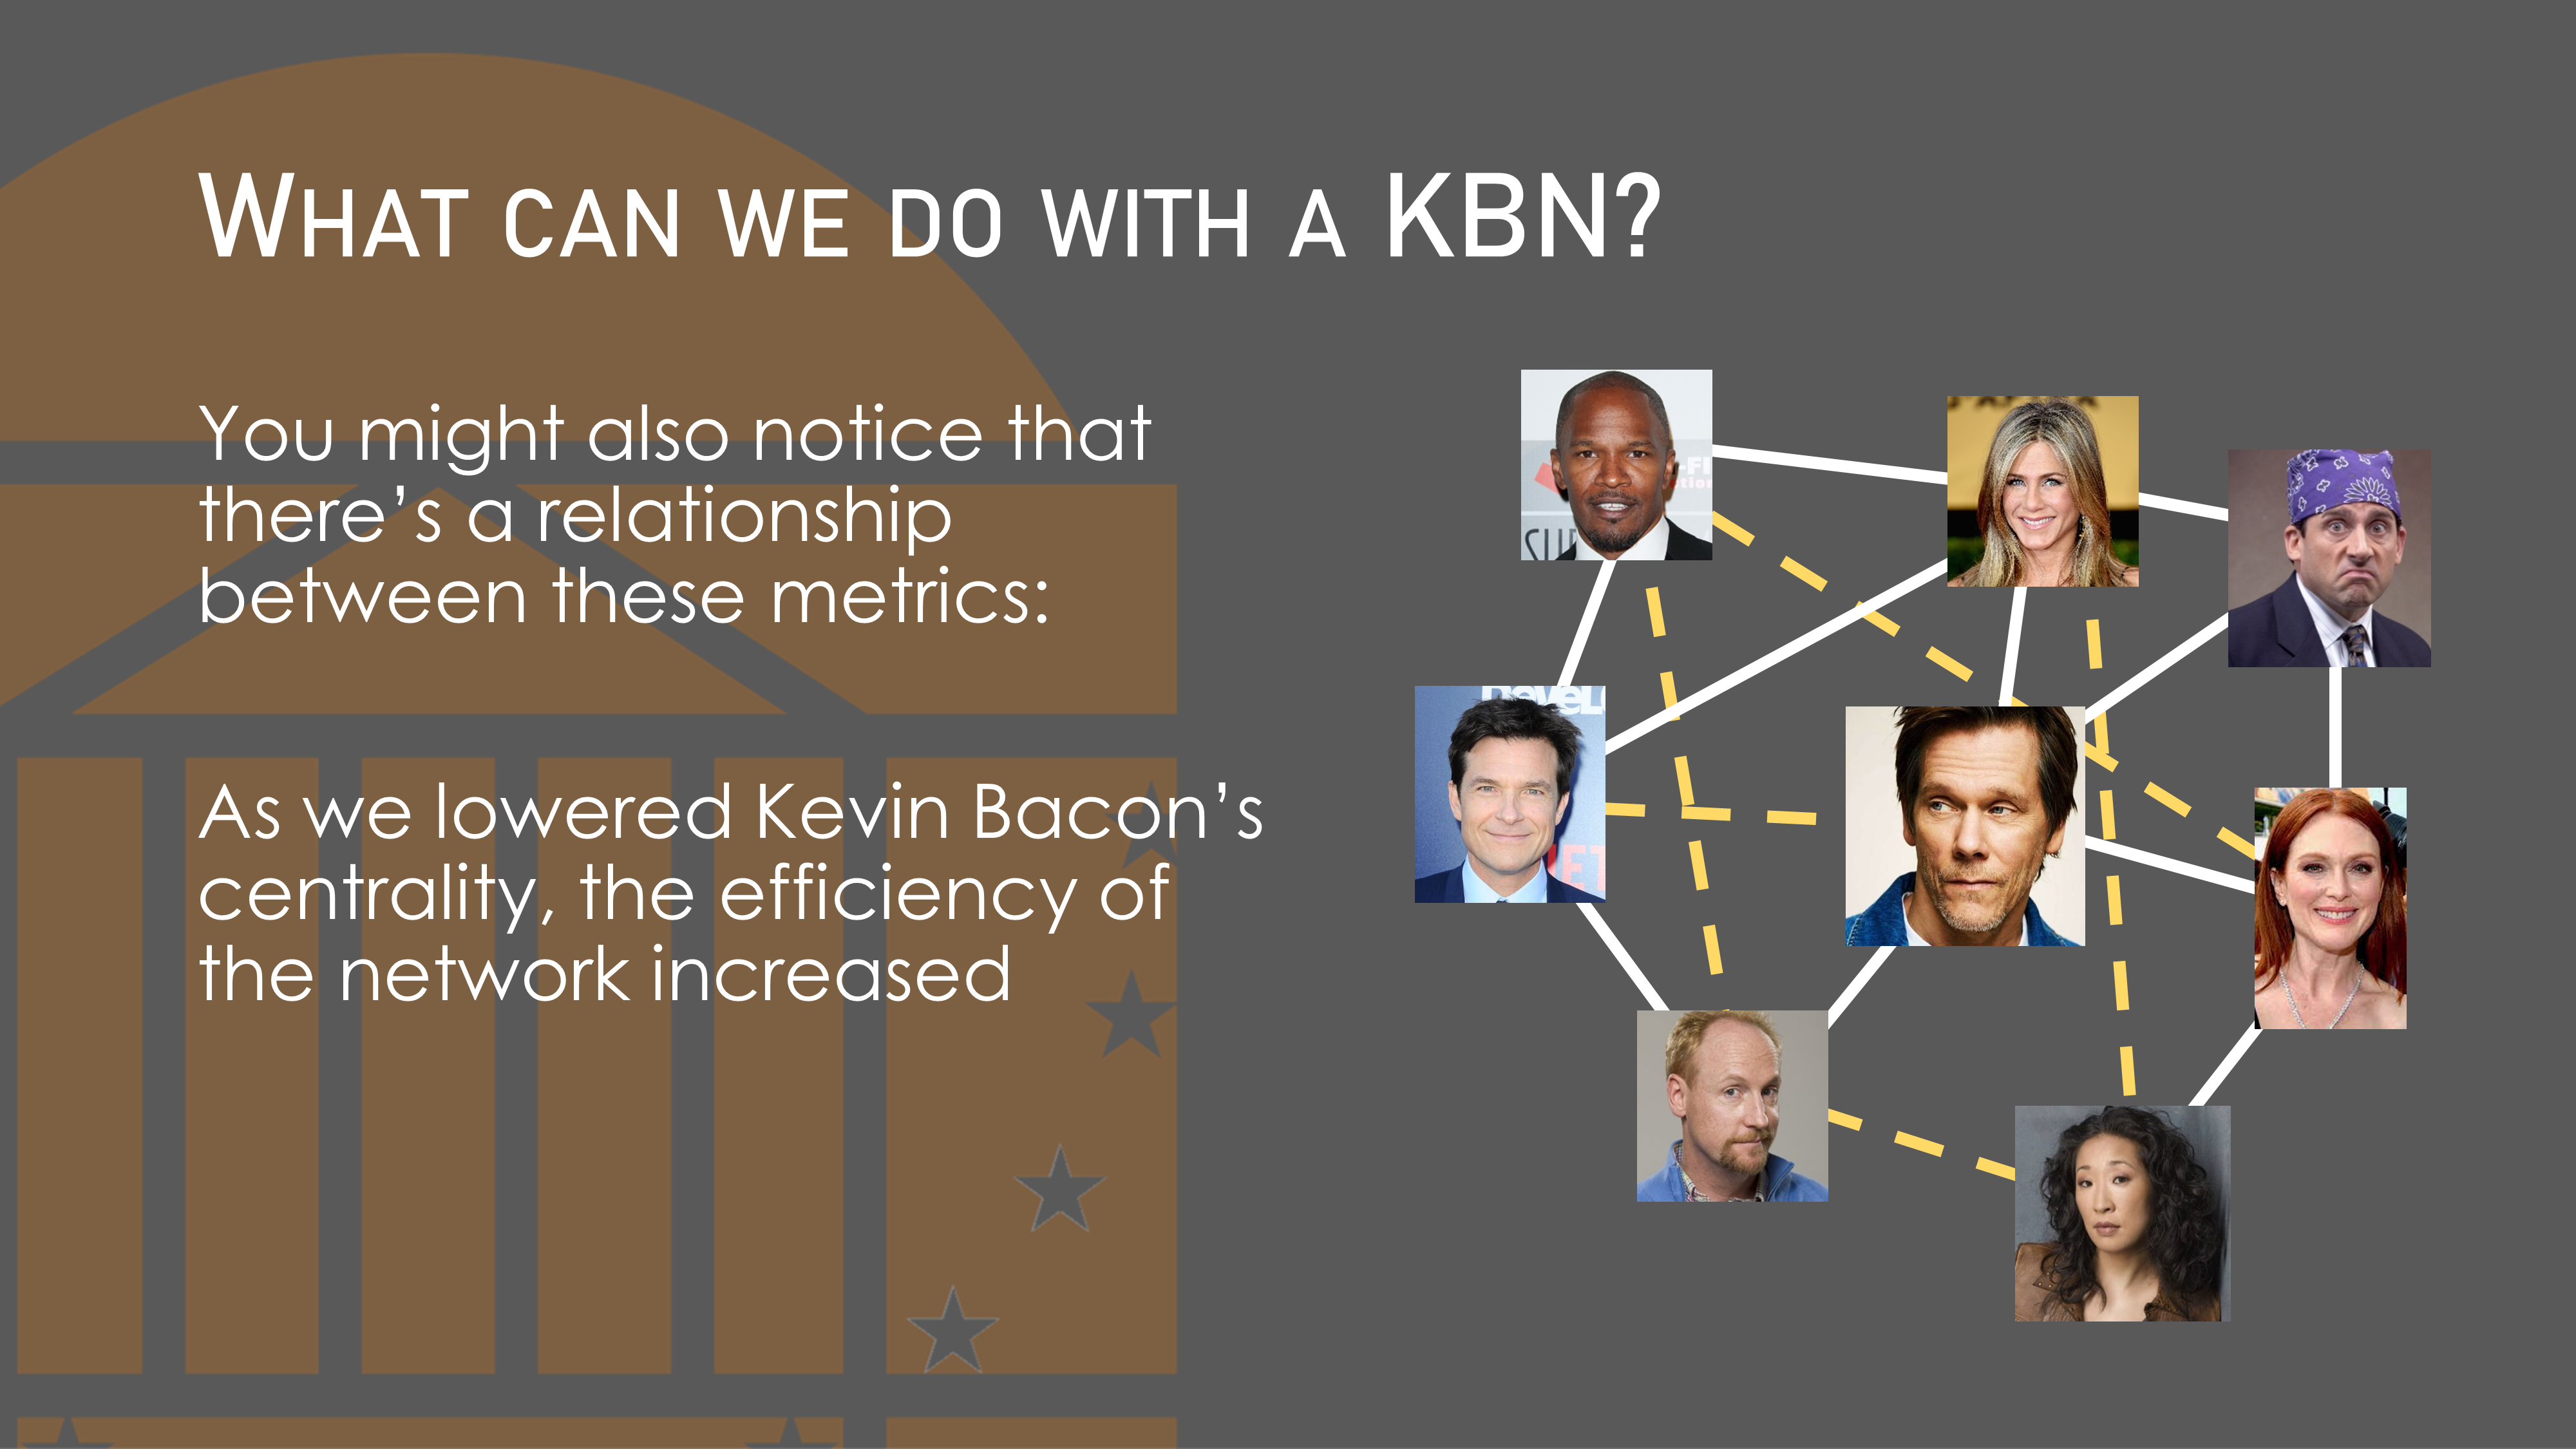 WHAT CAN WE DO WITH A KBN?
You might also notice that
there’s a relationship
between these metrics:
As we lowered Kevin Bacon’s
centrality, the efficiency of
the network increased